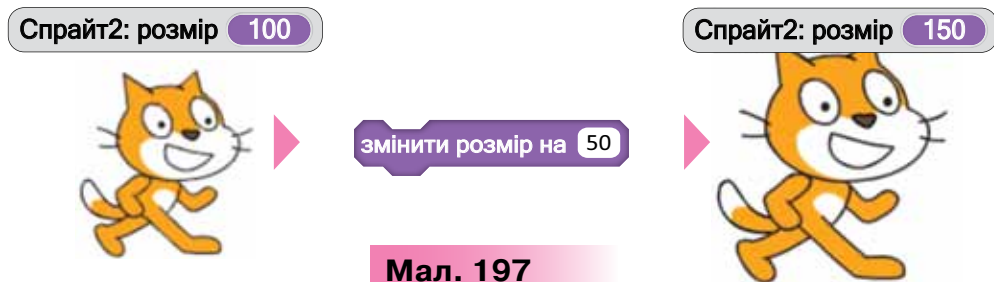 Спрайт2: розмір 100
Спрайт2: розмір 150
змінити розмір на 50
Мал. 197